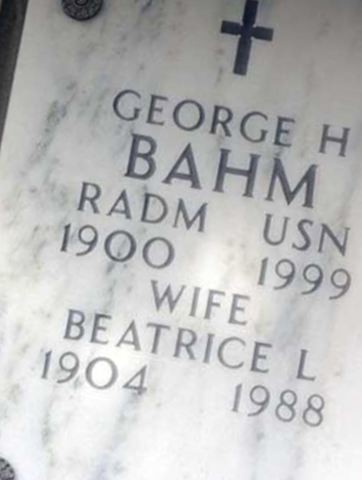 GEORGE H
BAHM
RADM USN
1900 1999
WIFE
BEATRICE L
1904 1988